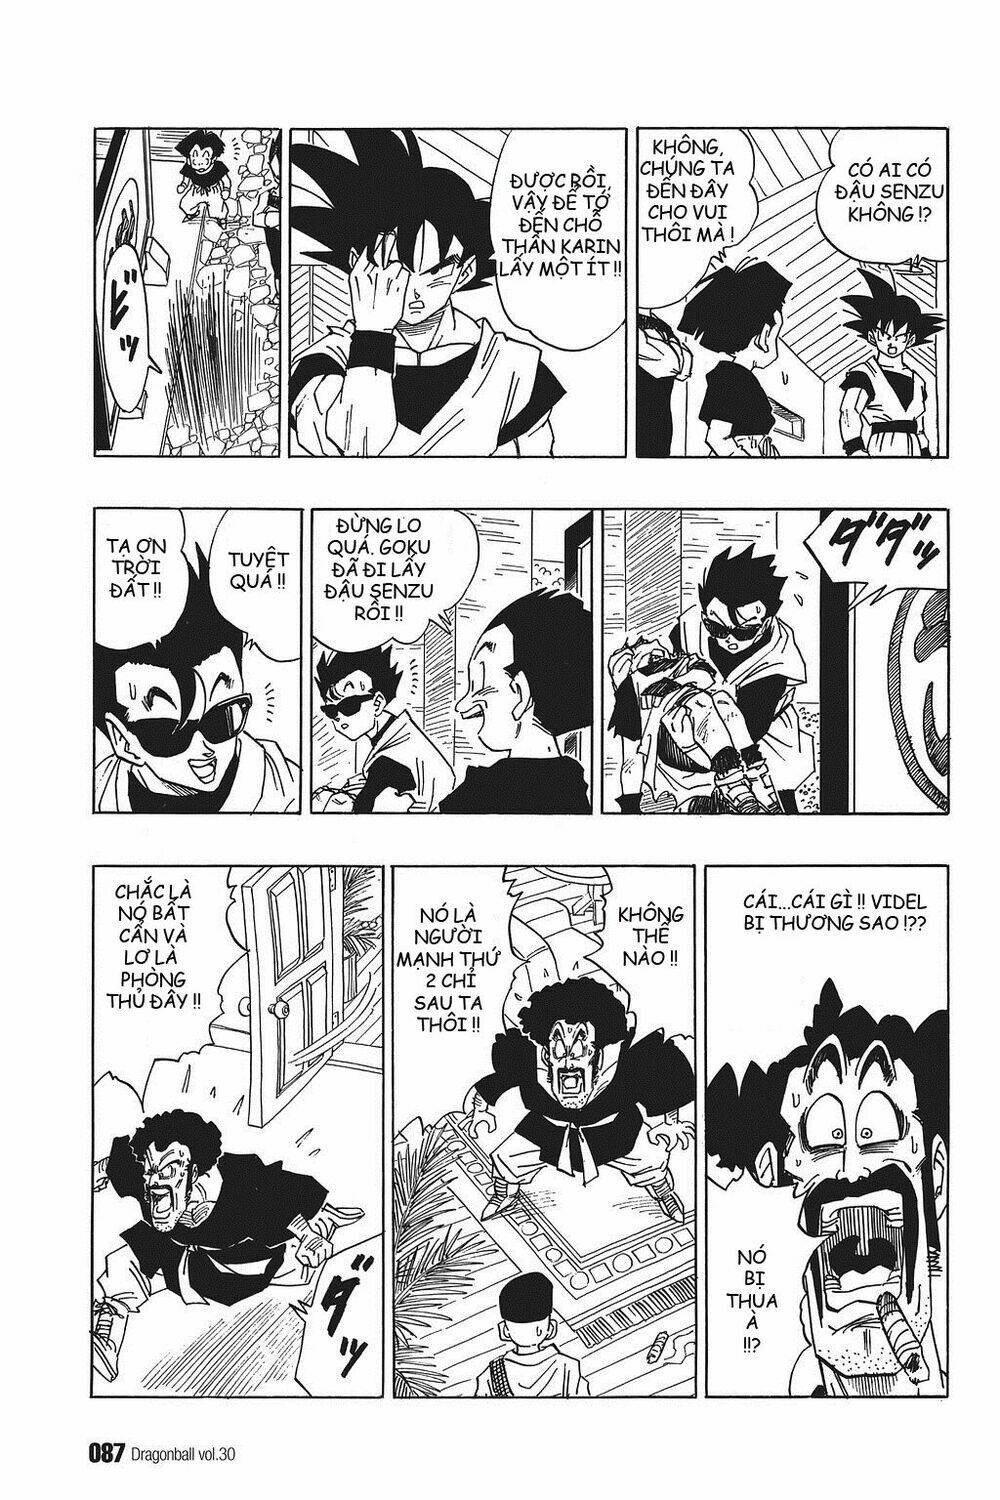 CÓ AI CÓ
ĐẬU SENZU
KHÔNG !?
KHÔNG,
CHÚNG TA
ĐẾN ĐÂY
CHO VUI
THÔI MÀ !
ĐƯỢC RỒI,
VẬY ĐỂ TỚ
ĐẾN CHỖ
THẦN KARIN
LẤY MỘT ÍT !!
ビッ
ダダッ
ĐỪNG LO
QUÁ. GOKU
ĐÃ ĐI LẤY
ĐẬU SENZU
RỒI !!
TUYỆT
QUÁ !!
TẠ ƠN
TRỜI
ĐẤT !!
CÁI...CÁI GÌ !! VIDEL
BỊ THƯƠNG SAO !??
NÓ
BỊ
THUA
À
!!?
KHÔNG
THỂ
NÀO !!
NÓ LÀ
NGƯỜI
MẠNH THỨ
2 CHỈ
SAU TA
THÔI !!
CHẮC LÀ
NÓ BẤT
CẨN VÀ
LƠ LÀ
PHÒNG
THỦ ĐÂY !!
ダッ
087 Dragonball vol.30